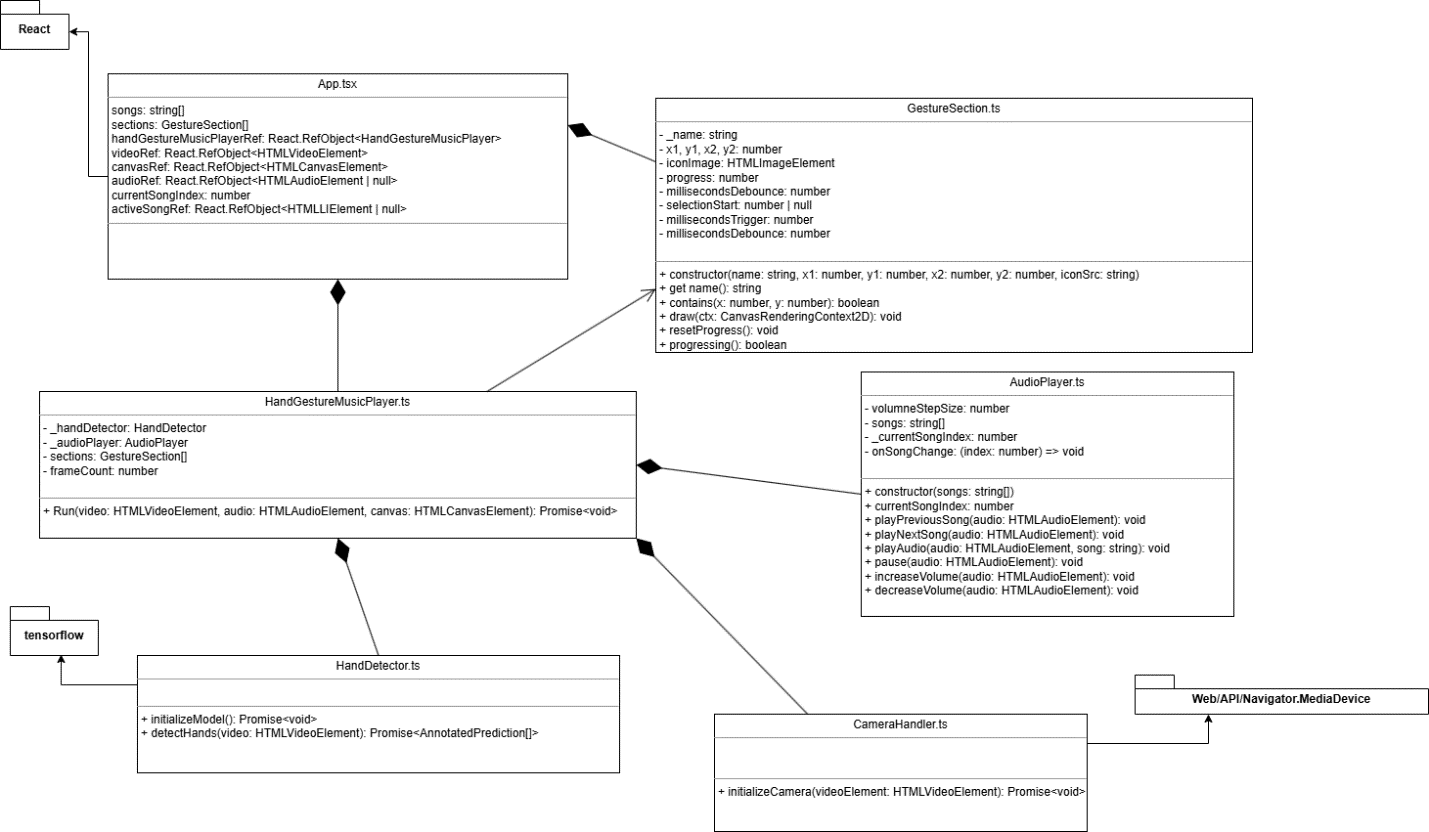 React
App.tsx
songs: string[]
sections: GestureSection[]
handGestureMusicPlayerRef: React.RefObject<HandGestureMusicPlayer>
videoRef: React.RefObject<HTMLVideoElement>
canvasRef: React.RefObject<HTMLCanvasElement>
audioRef: React.RefObject<HTMLAudioElement | null>
currentSongIndex: number
activeSongRef: React.RefObject<HTMLLIElement | null>
GestureSection.ts
- _name: string
- x1, y1, x2, y2: number
- iconImage: HTMLImageElement
- progress: number
- millisecondsDebounce: number
- selectionStart: number | null
- millisecondsTrigger: number
- millisecondsDebounce: number
+ constructor(name: string, x1: number, y1: number, x2: number, y2: number, iconSrc: string)
+ get name(): string
+ contains(x: number, y: number): boolean
+ draw(ctx: CanvasRenderingContext2D): void
+ resetProgress(): void
+ progressing(): boolean
HandGestureMusicPlayer.ts
- _handDetector: HandDetector
- _audioPlayer: AudioPlayer
- sections: GestureSection[]
- frameCount: number
+ Run(video: HTMLVideoElement, audio: HTMLAudioElement, canvas: HTMLCanvasElement): Promise<void>
AudioPlayer.ts
- volumneStepSize: number
- songs: string[]
- _currentSongIndex: number
- onSongChange: (index: number) => void
+ constructor(songs: string[])
+ currentSongIndex: number
+ playPreviousSong(audio: HTMLAudioElement): void
+ playNextSong(audio: HTMLAudioElement): void
+ playAudio(audio: HTMLAudioElement, song: string): void
+ pause(audio: HTMLAudioElement): void
+ increaseVolume(audio: HTMLAudioElement): void
+ decreaseVolume(audio: HTMLAudioElement): void
tensorflow
HandDetector.ts
+ initializeModel(): Promise<void>
+ detectHands(video: HTMLVideoElement): Promise<AnnotatedPrediction[]>
Web/API/Navigator.MediaDevice
CameraHandler.ts
+ initializeCamera(videoElement: HTMLVideoElement): Promise<void>